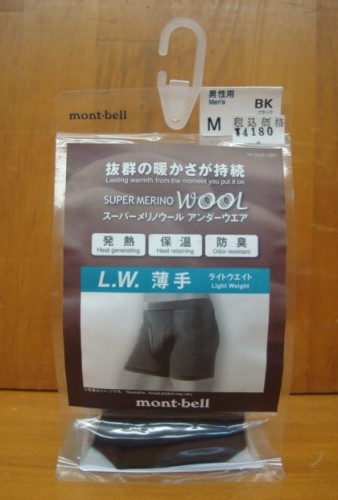 mont-bell
男性用
Men's
BK
ブラック
M
税込価格
¥4180
抜群の暖かさが持続
Lasting warmth from the moment you put it on
SUPER MERINO WOOL
スーパーメリノウール アンダーウエア
発熱 保温 防臭
Heat generating Heat retaining Odor resistant
L.W. 薄手 ライトウエイト
Light Weight
mont-bell